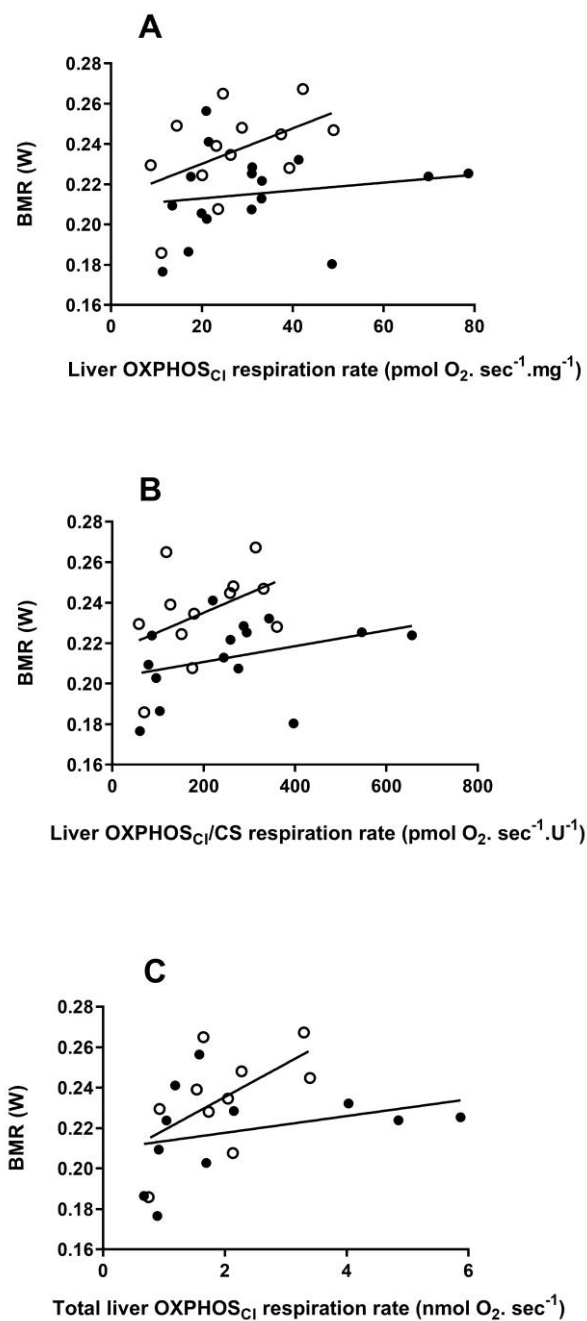 A
0.28
0.26
0.24
0.22
0.20
0.18
0.16
BMR (W)
0 20 40 60 80
Liver OXPHOSCI respiration rate (pmol O2. sec-1.mg-1)
B
0.28
0.26
0.24
0.22
0.20
0.18
0.16
BMR (W)
0 200 400 600 800
Liver OXPHOSCI/CS respiration rate (pmol O2. sec-1.U-1)
C
0.28
0.26
0.24
0.22
0.20
0.18
0.16
BMR (W)
0 2 4 6
Total liver OXPHOSCI respiration rate (nmol O2. sec-1)